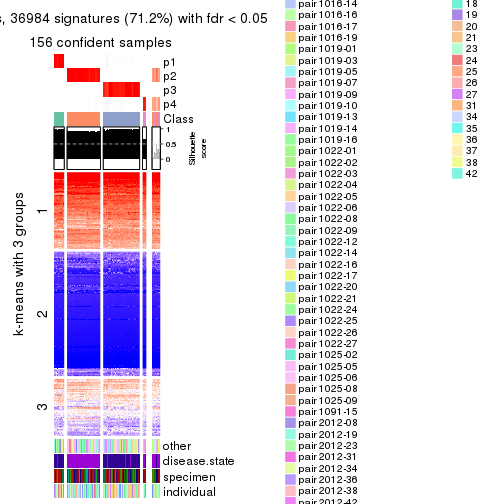 s, 36984 signatures (71.2%) with fdr < 0.05
156 confident samples
p1
p2
p3
p4
Class
1
0.5
0
Silhouette
score
k-means with 3 groups
1
2
3
other
disease.state
specimen
individual
pair1016-14
pair1016-16
pair1016-17
pair1016-19
pair1019-01
pair1019-03
pair1019-05
pair1019-07
pair1019-09
pair1019-10
pair1019-13
pair1019-14
pair1019-16
pair1022-01
pair1022-02
pair1022-03
pair1022-04
pair1022-05
pair1022-06
pair1022-08
pair1022-09
pair1022-12
pair1022-14
pair1022-16
pair1022-17
pair1022-20
pair1022-21
pair1022-24
pair1022-25
pair1022-26
pair1022-27
pair1025-02
pair1025-05
pair1025-06
pair1025-08
pair1025-09
pair1091-15
pair2012-08
pair2012-19
pair2012-23
pair2012-31
pair2012-34
pair2012-36
pair2012-38
pair2012-42
18
19
20
21
23
24
25
26
27
31
34
35
36
37
38
42